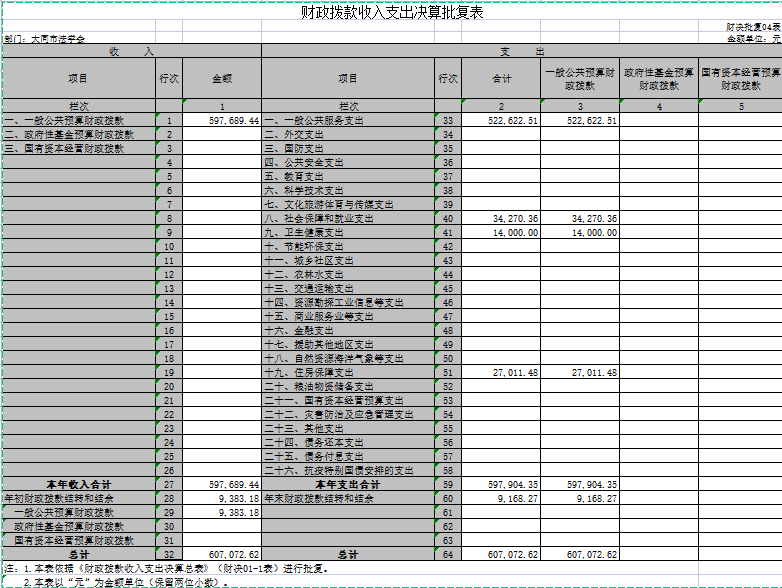 财政拨款收入支出决算批复表
财决批复04表
部门：大同市法学会 金额单位：元
收 入 支 出
项目 行次 金额 项目 行次 合计 一般公共预算财政拨款 政府性基金预算财政拨款 国有资本经营预算财政拨款
栏次 1 栏次 2 3 4 5
一、一般公共预算财政拨款 1 597,689.44 一、一般公共服务支出 33 522,622.51 522,622.51
二、政府性基金预算财政拨款 2 二、外交支出 34
三、国有资本经营财政拨款 3 三、国防支出 35
4 四、公共安全支出 36
5 五、教育支出 37
6 六、科学技术支出 38
7 七、文化旅游体育与传媒支出 39
8 八、社会保障和就业支出 40 34,270.36 34,270.36
9 九、卫生健康支出 41 14,000.00 14,000.00
10 十、节能环保支出 42
11 十一、城乡社区支出 43
12 十二、农林水支出 44
13 十三、交通运输支出 45
14 十四、资源勘探工业信息等支出 46
15 十五、商业服务业等支出 47
16 十六、金融支出 48
17 十七、援助其他地区支出 49
18 十八、自然资源海洋气象等支出 50
19 十九、住房保障支出 51 27,011.48 27,011.48
20 二十、粮油物资储备支出 52
21 二十一、国有资本经营预算支出 53
22 二十二、灾害防治及应急管理支出 54
23 二十三、其他支出 55
24 二十四、债务还本支出 56
25 二十五、债务付息支出 57
26 二十六、抗疫特别国债安排的支出 58
本年收入合计 27 597,689.44 本年支出合计 59 597,904.35 597,904.35
年初财政拨款结转和结余 28 9,383.18 年末财政拨款结转和结余 60 9,168.27 9,168.27
一般公共预算财政拨款 29 9,383.18 61
政府性基金预算财政拨款 30 62
国有资本经营预算财政拨款 31 63
总计 32 607,072.62 总计 64 607,072.62 607,072.62
注：1.本表依据《财政拨款收入支出决算总表》（财决01-1表）进行批复。
2.本表以“元”为金额单位（保留两位小数）。